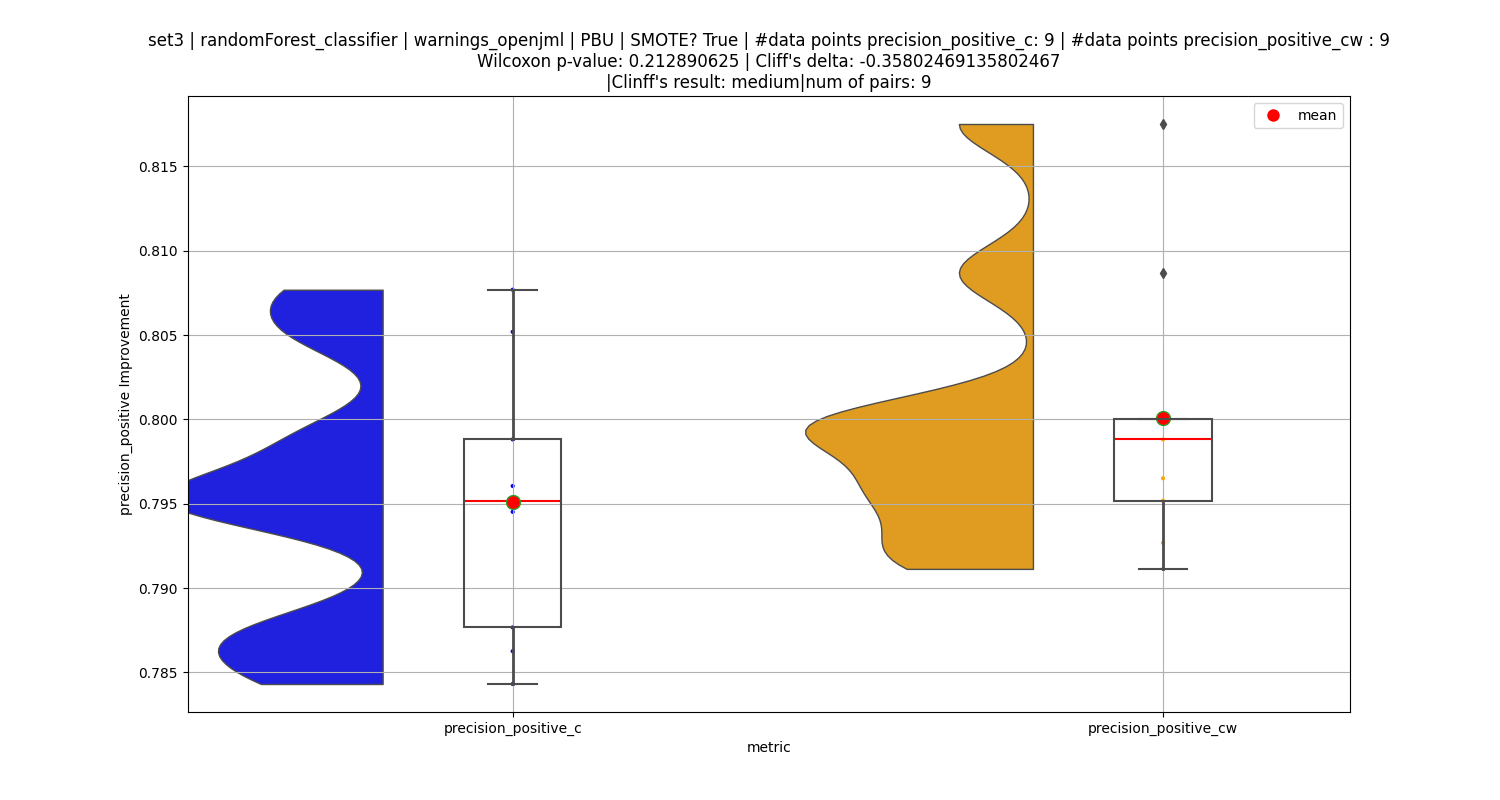 set3 | randomForest_classifier | warnings_openjml | PBU | SMOTE? True | #data points precision_positive_c: 9 | #data points precision_positive_cw : 9
Wilcoxon p-value: 0.212890625 | Cliff's delta: -0.35802469135802467
|Clinff's result: medium|num of pairs: 9
mean
0.815
0.810
0.805
0.800
0.795
0.790
0.785
precision_positive Improvement
precision_positive_c
precision_positive_cw
metric